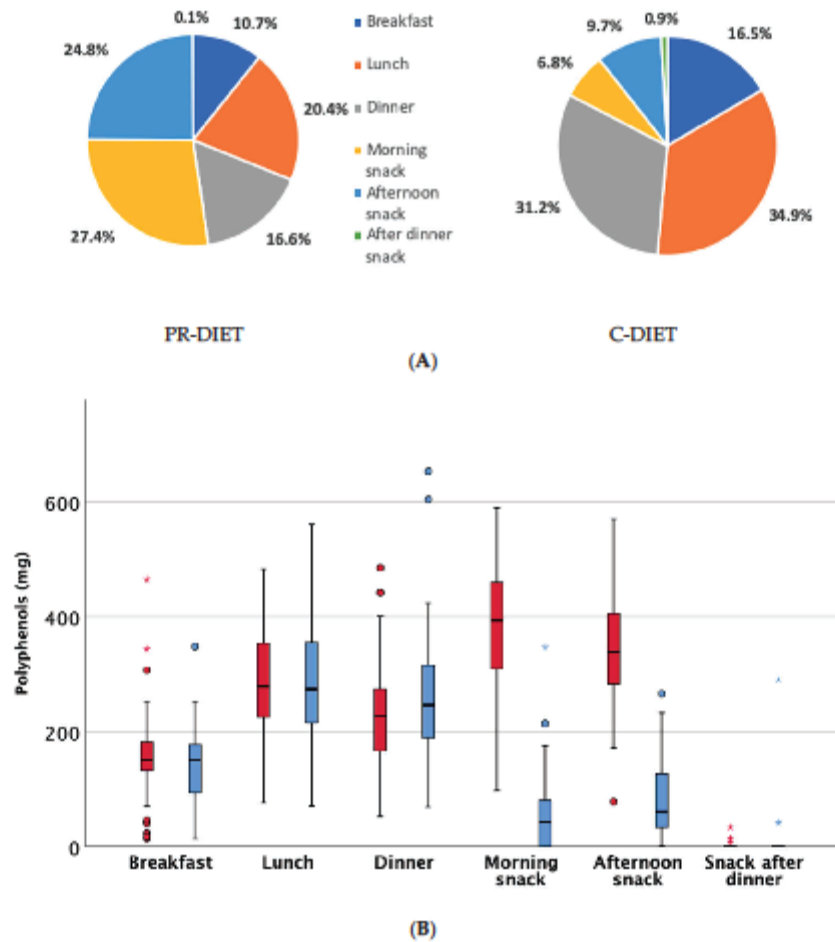 0.1%
10.7%
24.8%
20.4%
27.4%
16.6%
Breakfast
Lunch
Dinner
Morning
snack
Afternoon
snack
After dinner
snack
0.9%
9.7%
16.5%
6.8%
31.2%
34.9%
PR-DIET
C-DIET
(A)
Polyphenols (mg)
600
400
200
0
Breakfast
Lunch
Dinner
Morning
snack
Afternoon
snack
Snack after
dinner
(B)